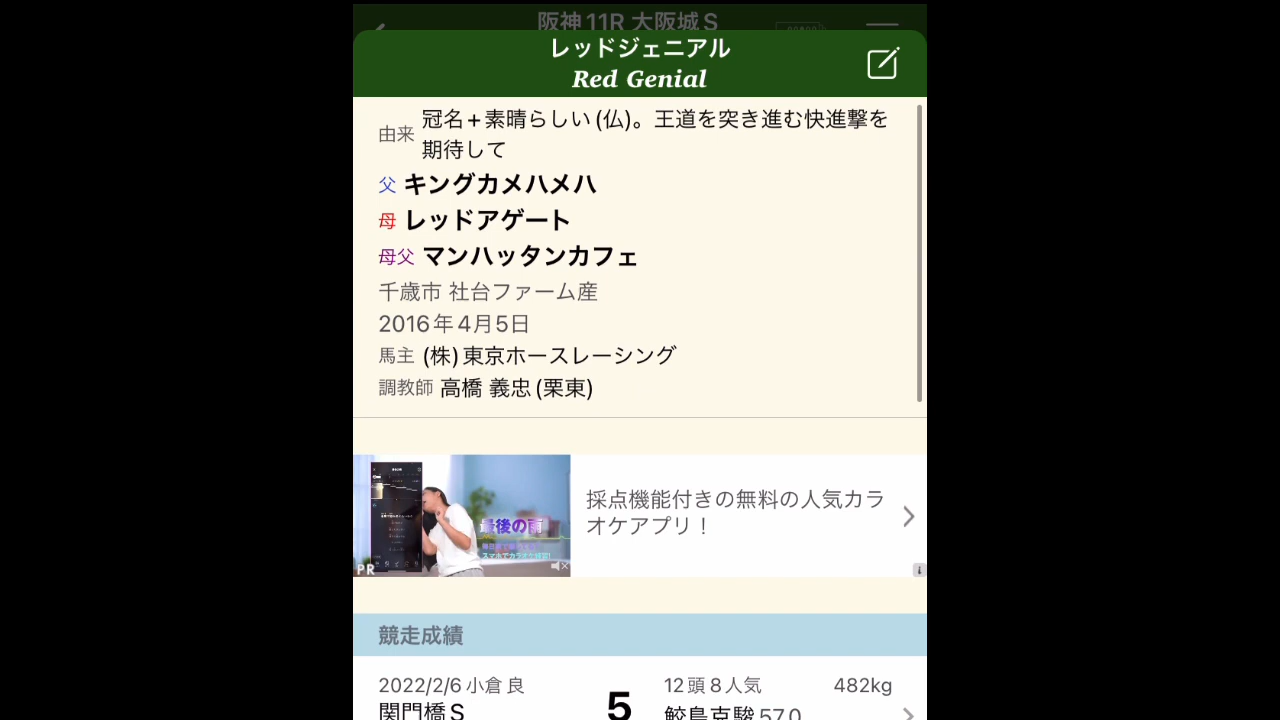 阪神11R 大阪城S
レッドジェニアル
Red Genial
由来 冠名+素晴らしい(仏)。王道を突き進む快進撃を
期待して
父 キングカメハメハ
母 レッドアゲート
母父 マンハッタンカフェ
千歳市 社台ファーム産
2016年4月5日
馬主 (株)東京ホースレーシング
調教師 高橋 義忠(栗東)
最後の雨
PR
採点機能付きの無料の人気カラ
オケアプリ!
競走成績
2022/2/6 小倉 良
関門橋S
5
12頭8人気
482kg
鮫島克駿 57.0